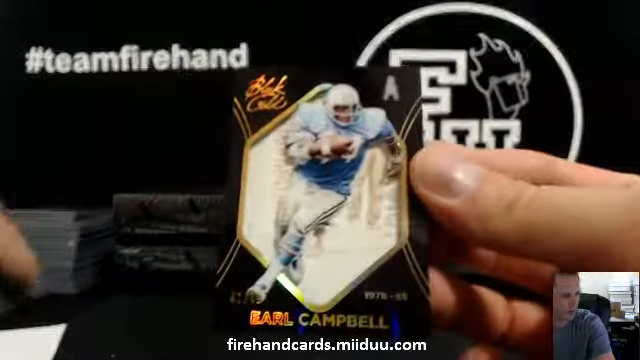 #teamfirehand
Black
Gold
A
1978-85
EARL CAMPBELL
firehandcards.miiduu.com